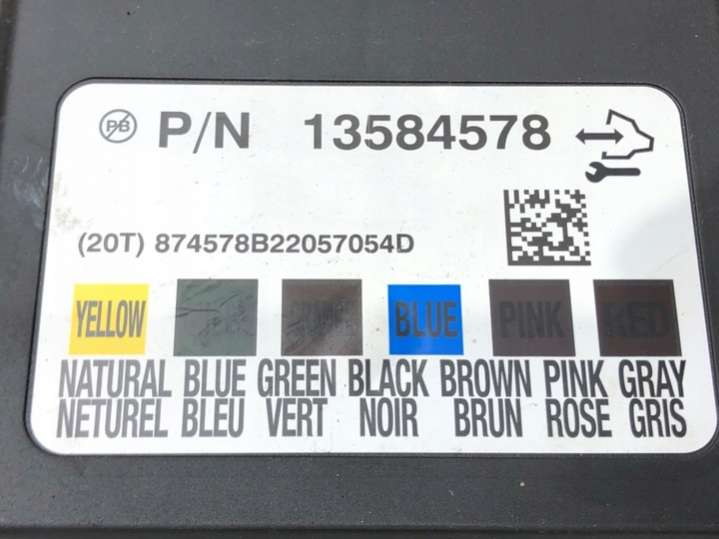 PB P/N 13584578
(20T) 874578B22057054D
YELLOW BLUE PINK RED
NATURAL BLUE GREEN BLACK BROWN PINK GRAY
NETUREL BLEU VERT NOIR BRUN ROSE GRIS